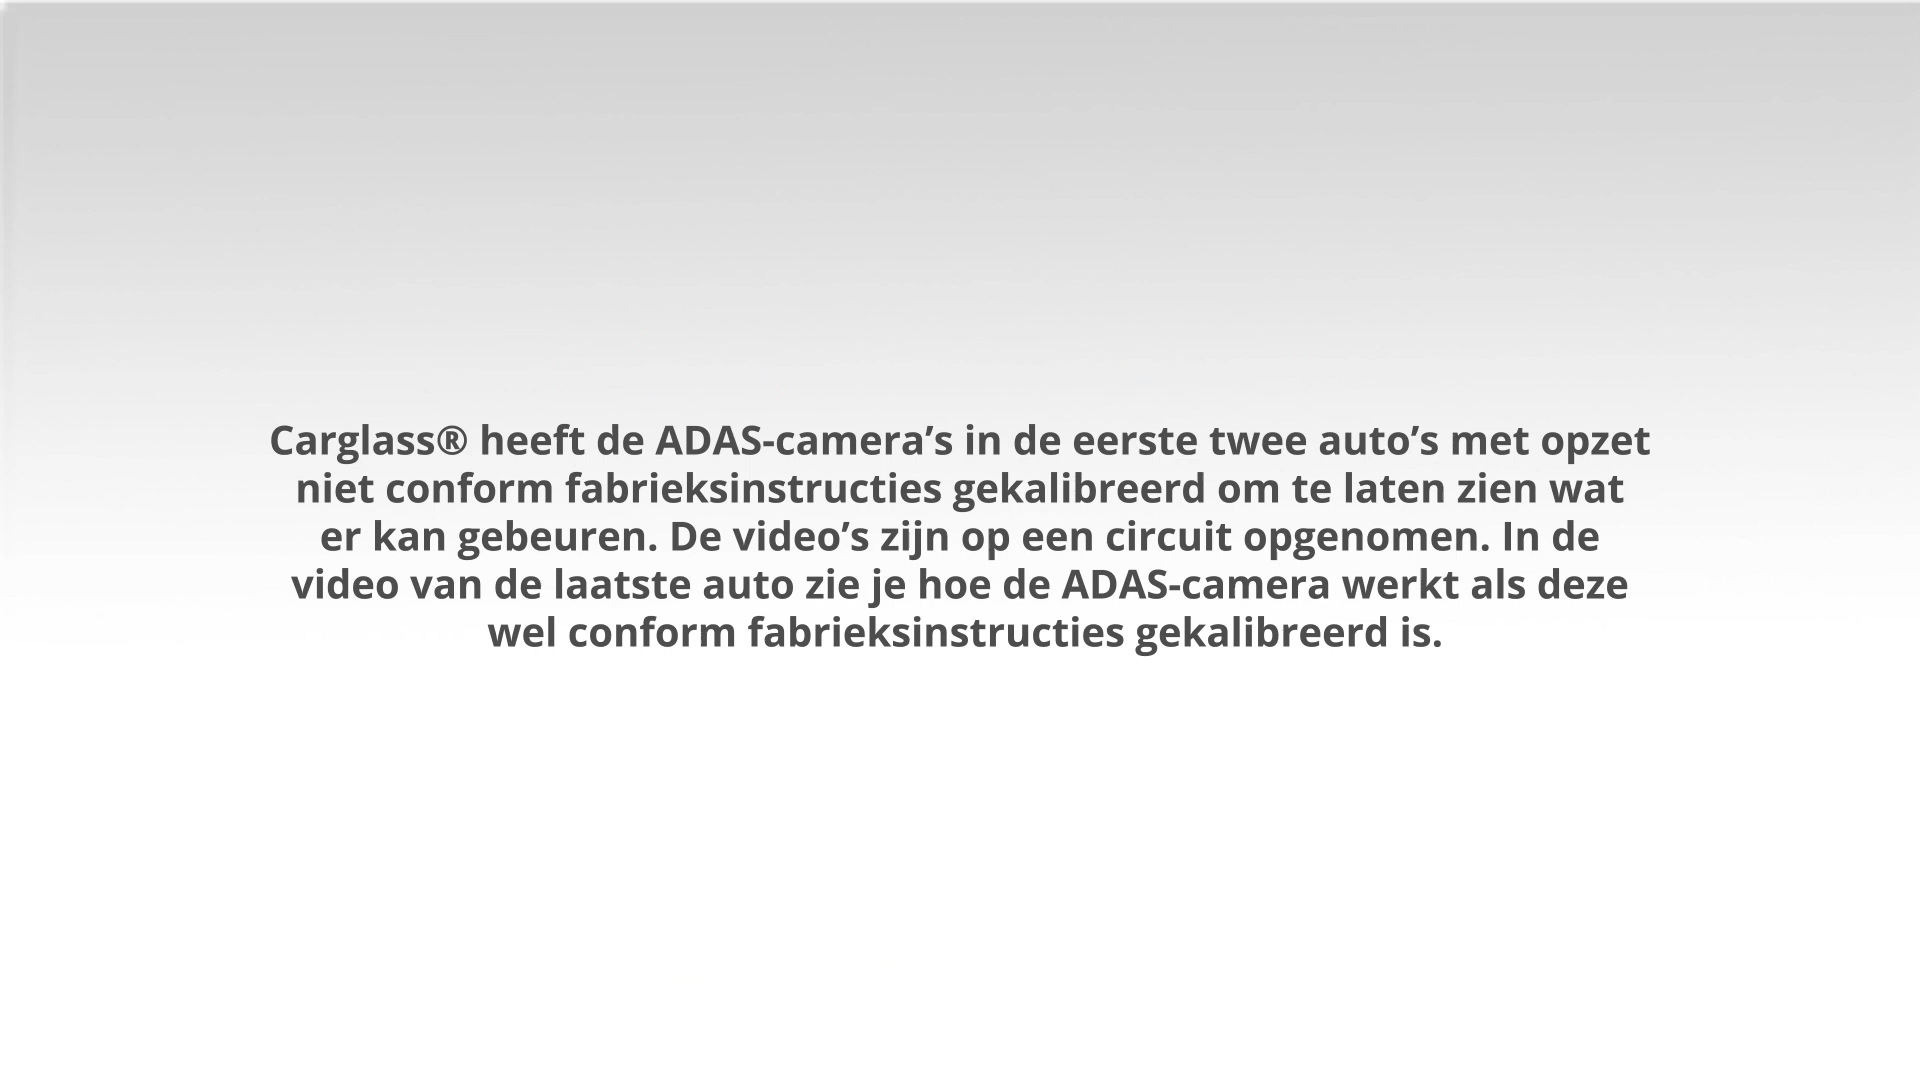 Carglass® heeft de ADAS-camera’s in de eerste twee auto’s met opzet
niet conform fabrieksinstructies gekalibreerd om te laten zien wat
er kan gebeuren. De video’s zijn op een circuit opgenomen. In de
video van de laatste auto zie je hoe de ADAS-camera werkt als deze
wel conform fabrieksinstructies gekalibreerd is.